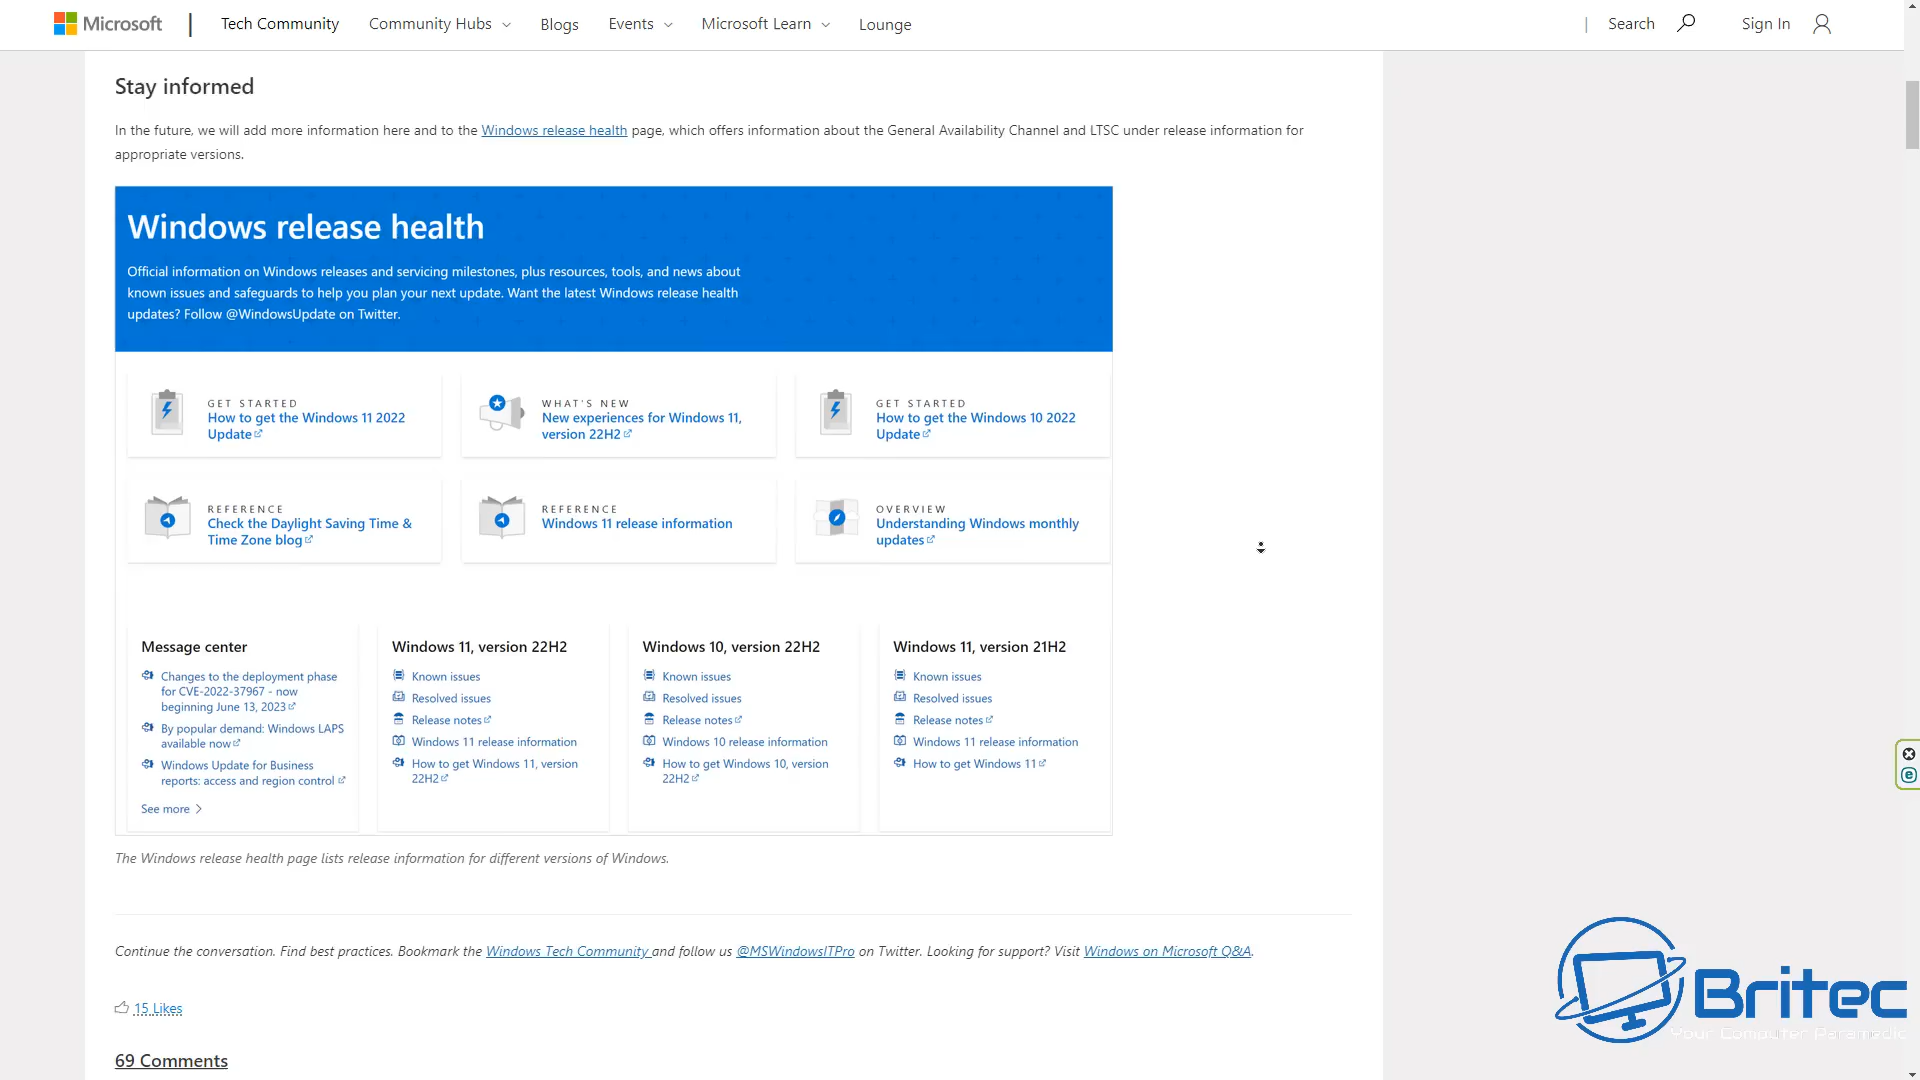 Microsoft | Tech Community Community Hubs Blogs Events Microsoft Learn Lounge | Search Sign In
Stay informed
In the future, we will add more information here and to the Windows release health page, which offers information about the General Availability Channel and LTSC under release information for
appropriate versions.
Windows release health
Official information on Windows releases and servicing milestones, plus resources, tools, and news about
known issues and safeguards to help you plan your next update. Want the latest Windows release health
updates? Follow @WindowsUpdate on Twitter.
GET STARTED
How to get the Windows 11 2022
Update
WHAT'S NEW
New experiences for Windows 11,
version 22H2
GET STARTED
How to get the Windows 10 2022
Update
REFERENCE
Check the Daylight Saving Time &
Time Zone blog
REFERENCE
Windows 11 release information
OVERVIEW
Understanding Windows monthly
updates
Message center
Changes to the deployment phase
for CVE-2022-37967 - now
beginning June 13, 2023
By popular demand: Windows LAPS
available now
Windows Update for Business
reports: access and region control
See more
Windows 11, version 22H2
Known issues
Resolved issues
Release notes
Windows 11 release information
How to get Windows 11, version
22H2
Windows 10, version 22H2
Known issues
Resolved issues
Release notes
Windows 10 release information
How to get Windows 10, version
22H2
Windows 11, version 21H2
Known issues
Resolved issues
Release notes
Windows 11 release information
How to get Windows 11
The Windows release health page lists release information for different versions of Windows.
Continue the conversation. Find best practices. Bookmark the Windows Tech Community and follow us @MSWindowsITPro on Twitter. Looking for support? Visit Windows on Microsoft Q&A.
15 Likes
69 Comments
Britec
Your Computer Paramedic